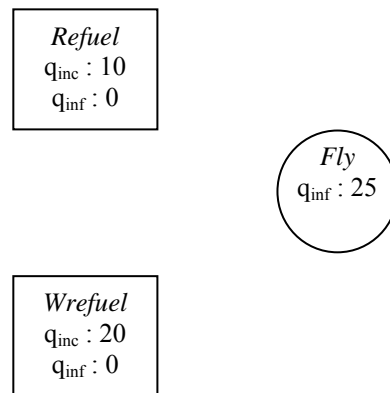 Refuel
qinc : 10
qinf : 0
Fly
qinf : 25
Wrefuel
qinc : 20
qinf : 0